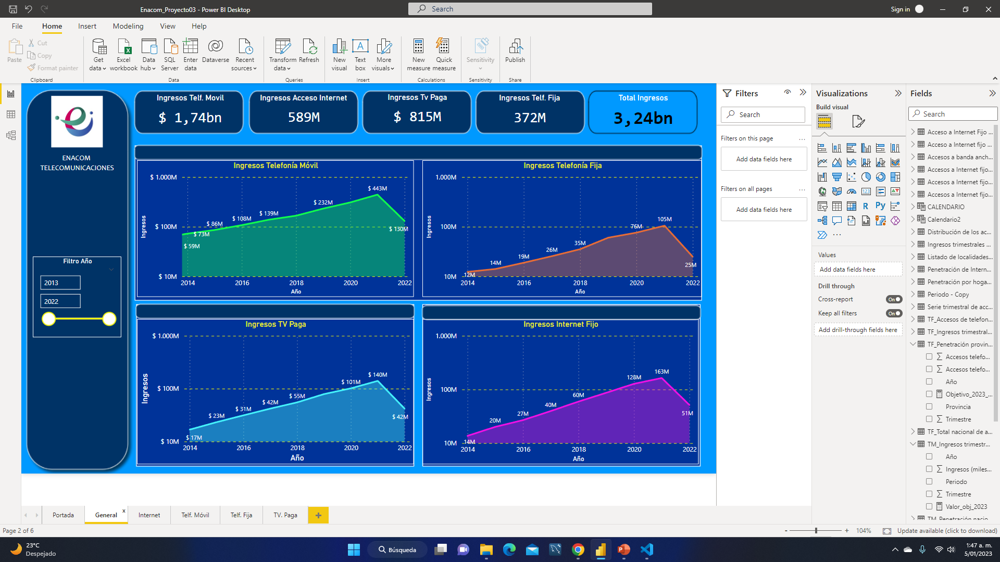 Enacom_Proyecto03 - Power BI Desktop
Search
Sign in
File
Home
Insert
Modeling
View
Help
Paste
Cut
Copy
Format painter
Clipboard
Get data
Excel workbook
Data hub
SQL Server
Enter data
Dataverse
Recent sources
Data
Transform data
Refresh
Queries
New visual
Text box
More visuals
Insert
New measure
Quick measure
Calculations
Sensitivity
Sensitivity
Publish
Share
ENACOM
TELECOMUNICACIONES
Filtro Año
2013
2022
Ingresos Telf. Movil
$ 1,74bn
Ingresos Acceso Internet
589M
Ingresos Tv Paga
$ 815M
Ingresos Telf. Fija
372M
Total Ingresos
3,24bn
Ingresos Telefonía Móvil
$ 1.000M
$ 100M
$ 10M
Ingresos
$ 59M
$ 73M
$ 86M
$ 108M
$ 139M
$ 232M
$ 443M
$ 130M
2014
2016
2018
2020
2022
Año
Ingresos Telefonía Fija
1.000M
100M
10M
Ingresos
12M
14M
19M
26M
35M
76M
105M
25M
2014
2016
2018
2020
2022
Año
Ingresos TV Paga
$ 1.000M
$ 100M
$ 10M
Ingresos
$ 17M
$ 23M
$ 31M
$ 42M
$ 55M
$ 101M
$ 140M
$ 42M
2014
2016
2018
2020
2022
Año
Ingresos Internet Fijo
1.000M
100M
10M
Ingresos
14M
20M
27M
40M
60M
128M
163M
51M
2014
2016
2018
2020
2022
Año
Filters
Search
Filters on this page
...
Add data fields here
Filters on all pages
...
Add data fields here
Visualizations
Build visual
123
R
Py
...
Values
Add data fields here
Drill through
Cross-report
On
Keep all filters
On
Add drill-through fields here
Fields
Search
Acceso a Internet Fijo ...
Acceso a Internet fijo ...
Accesos a banda anch...
Accesos a Internet fijo...
Accesos a Internet fijo...
Accesos a Internet fijo...
CALENDARIO
Calendario2
Distribución de los ac...
Ingresos trimestrales ...
Listado de localidades...
Penetración de Intern...
Penetración por hoga...
Periodo - Copy
Serie trimestral de acc...
TF_Accesos de telefon...
TF_Ingresos trimestral...
TF_Penetración provin...
Accesos telefo...
Accesos telefo...
Año
Objetivo_2023_...
Provincia
Trimestre
TF_Total nacional de a...
TM_Ingresos trimestr...
Año
Ingresos (miles...
Periodo
Trimestre
Valor_obj_2023
TM_Penetración nacio...
Portada
General
x
Internet
Telf. Móvil
Telf. Fija
TV. Paga
+
Page 2 of 6
- + 104%
Update available (click to download)
23°C
Despejado
Búsqueda
1:47 a. m.
5/01/2023